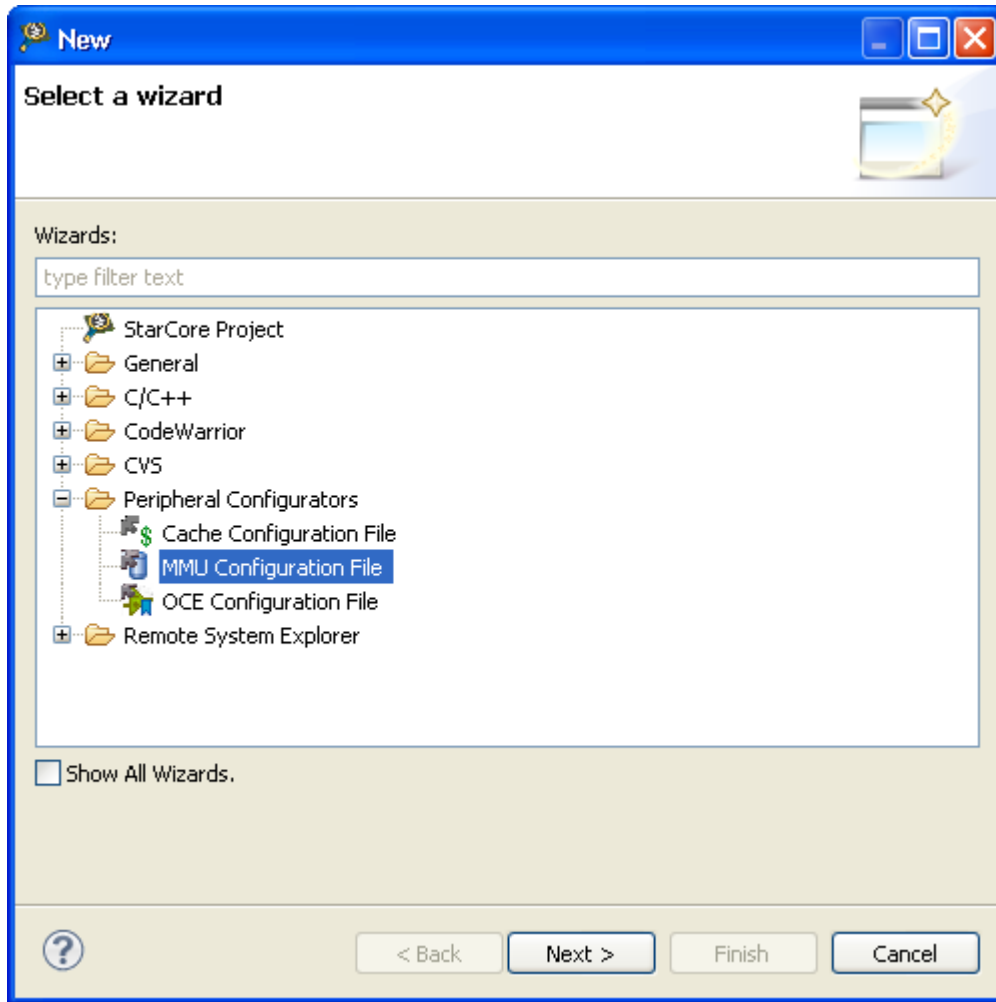 New
Select a wizard
Wizards:
type filter text
StarCore Project
General
C/C++
CodeWarrior
CVS
Peripheral Configurators
Cache Configuration File
MMU Configuration File
OCE Configuration File
Remote System Explorer
Show All Wizards.
< Back Next > Finish Cancel